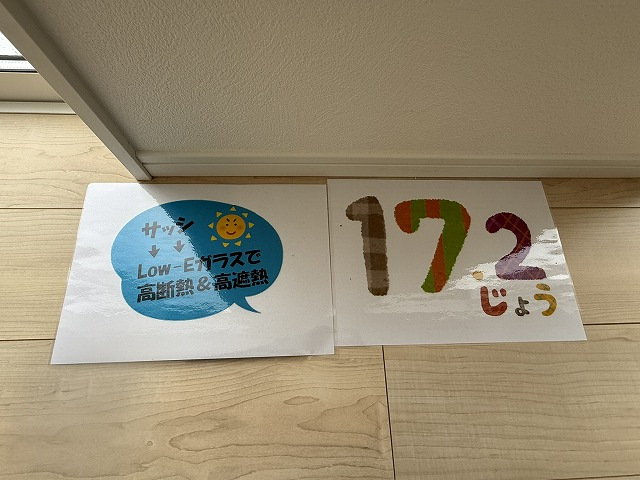 サッシ
↓ ↓
Low-Eガラスで
高断熱＆高遮熱
17.2
じょう